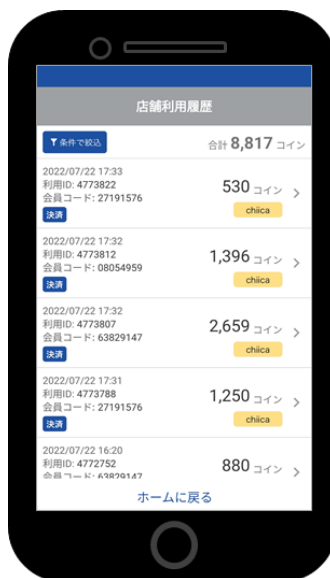 店舗利用履歴
条件で絞込
合計 8,817 コイン
2022/07/22 17:33
利用ID: 4773822
会員コード: 27191576
決済
530 コイン
chiica
2022/07/22 17:32
利用ID: 4773812
会員コード: 08054959
決済
1,396 コイン
chiica
2022/07/22 17:32
利用ID: 4773807
会員コード: 63829147
決済
2,659 コイン
chiica
2022/07/22 17:31
利用ID: 4773788
会員コード: 27191576
決済
1,250 コイン
chiica
2022/07/22 16:20
利用ID: 4772752
会員コード: 63829147
880 コイン
ホームに戻る